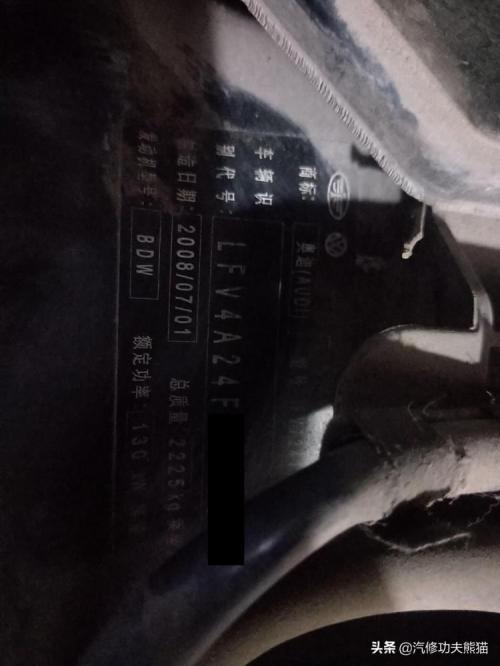 商标: 奥迪(AUDI)
车辆识别代号: LFV4A24F
制造日期: 2008/07/01 总质量: 2225kg
发动机型号: BDW 额定功率: 130 kW
头条 @汽修功夫熊猫